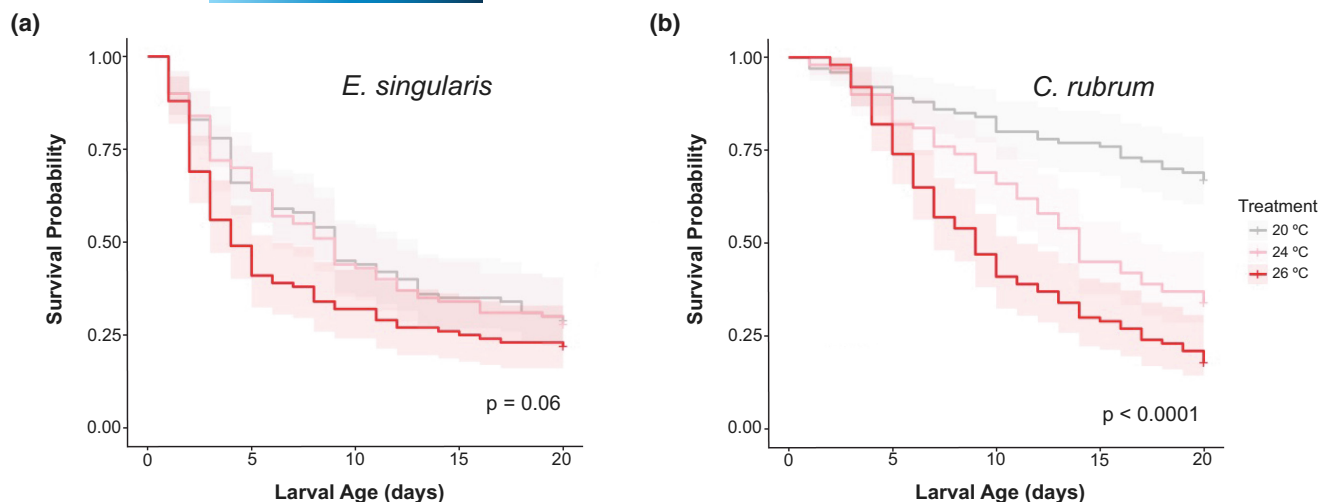 (a)
E. singularis
1.00
0.75
0.50
0.25
0.00
Survival Probability
p = 0.06
0 5 10 15 20
Larval Age (days)
(b)
C. rubrum
1.00
0.75
0.50
0.25
0.00
Survival Probability
p < 0.0001
0 5 10 15 20
Larval Age (days)
Treatment
20 ºC
24 ºC
26 ºC